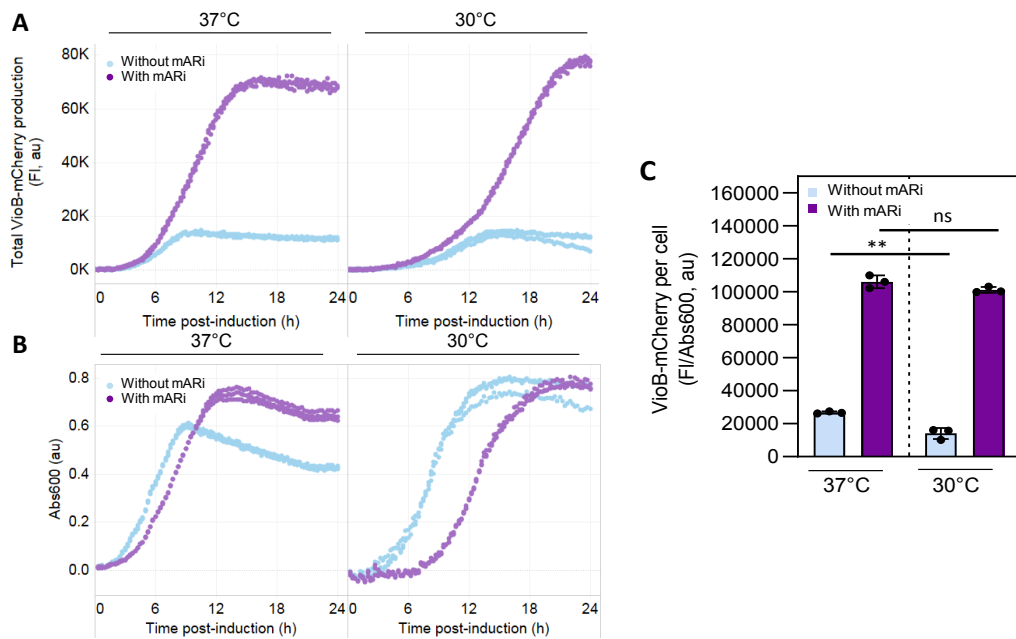 A
37°C
30°C
Total VioB-mCherry production
(FI, au)
80K
60K
40K
20K
0K
Without mARi
With mARi
0
6
12
18
24
0
6
12
18
24
Time post-induction (h)
Time post-induction (h)
B
37°C
30°C
Abs600 (au)
0.8
0.6
0.4
0.2
0.0
Without mARi
With mARi
0
6
12
18
24
0
6
12
18
24
Time post-induction (h)
Time post-induction (h)
C
VioB-mCherry per cell
(FI/Abs600, au)
160000
140000
120000
100000
80000
60000
40000
20000
0
Without mARi
With mARi
ns
**
37°C
30°C